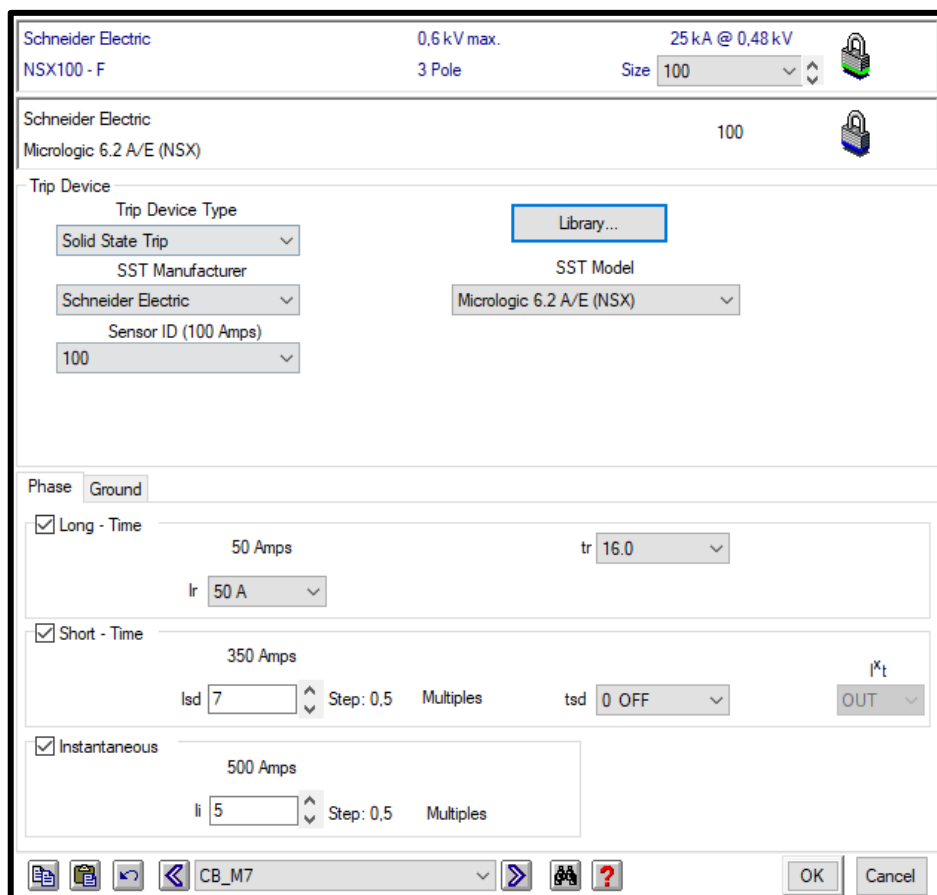 Schneider Electric 0,6 kV max. 25 kA @ 0,48 kV
NSX100 - F 3 Pole Size 100
Schneider Electric
100
Micrologic 6.2 A/E (NSX)
Trip Device
Trip Device Type
Library...
Solid State Trip
SST Manufacturer SST Model
Schneider Electric Micrologic 6.2 A/E (NSX)
Sensor ID (100 Amps)
100
Phase Ground
Long - Time
50 Amps tr 16.0
Ir 50 A
Short - Time
350 Amps
I^x t
Isd 7 Step: 0,5 Multiples tsd 0 OFF OUT
Instantaneous
500 Amps
Ii 5 Step: 0,5 Multiples
CB_M7 ? OK Cancel